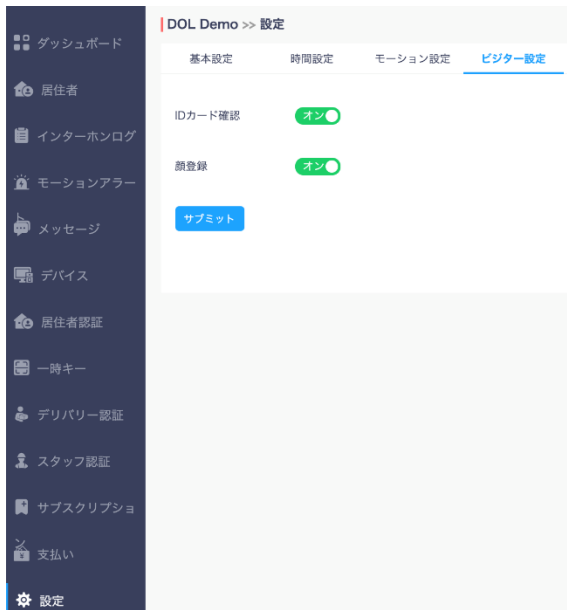 DOL Demo >> 設定
基本設定
時間設定
モーション設定
ビジター設定
IDカード確認
オン
顔登録
オン
サブミット
ダッシュボード
居住者
インターホンログ
モーションアラー
メッセージ
デバイス
居住者認証
一時キー
デリバリー認証
スタッフ認証
サブスクリプショ
支払い
設定